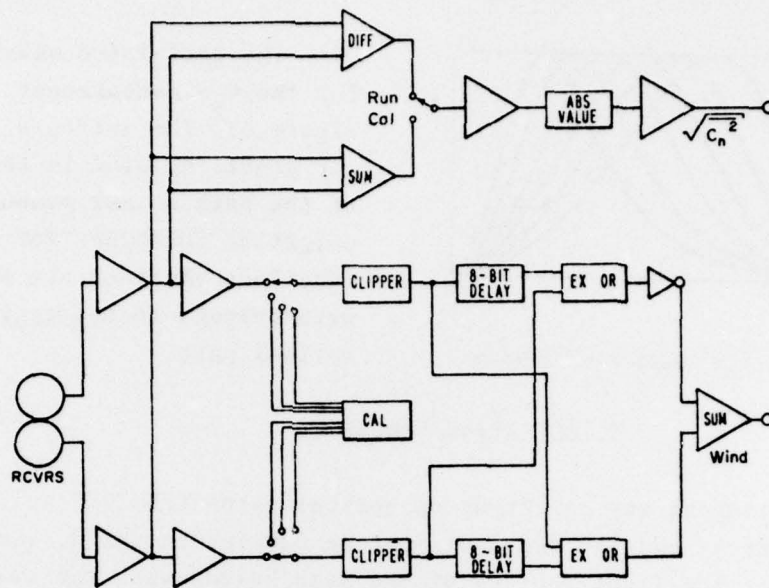 DIFF
Run
Cal
ABS
VALUE
√Cn²
SUM
CLIPPER
8-BIT
DELAY
EX OR
CAL
RCVRS
SUM
Wind
CLIPPER
8-BIT
DELAY
EX OR